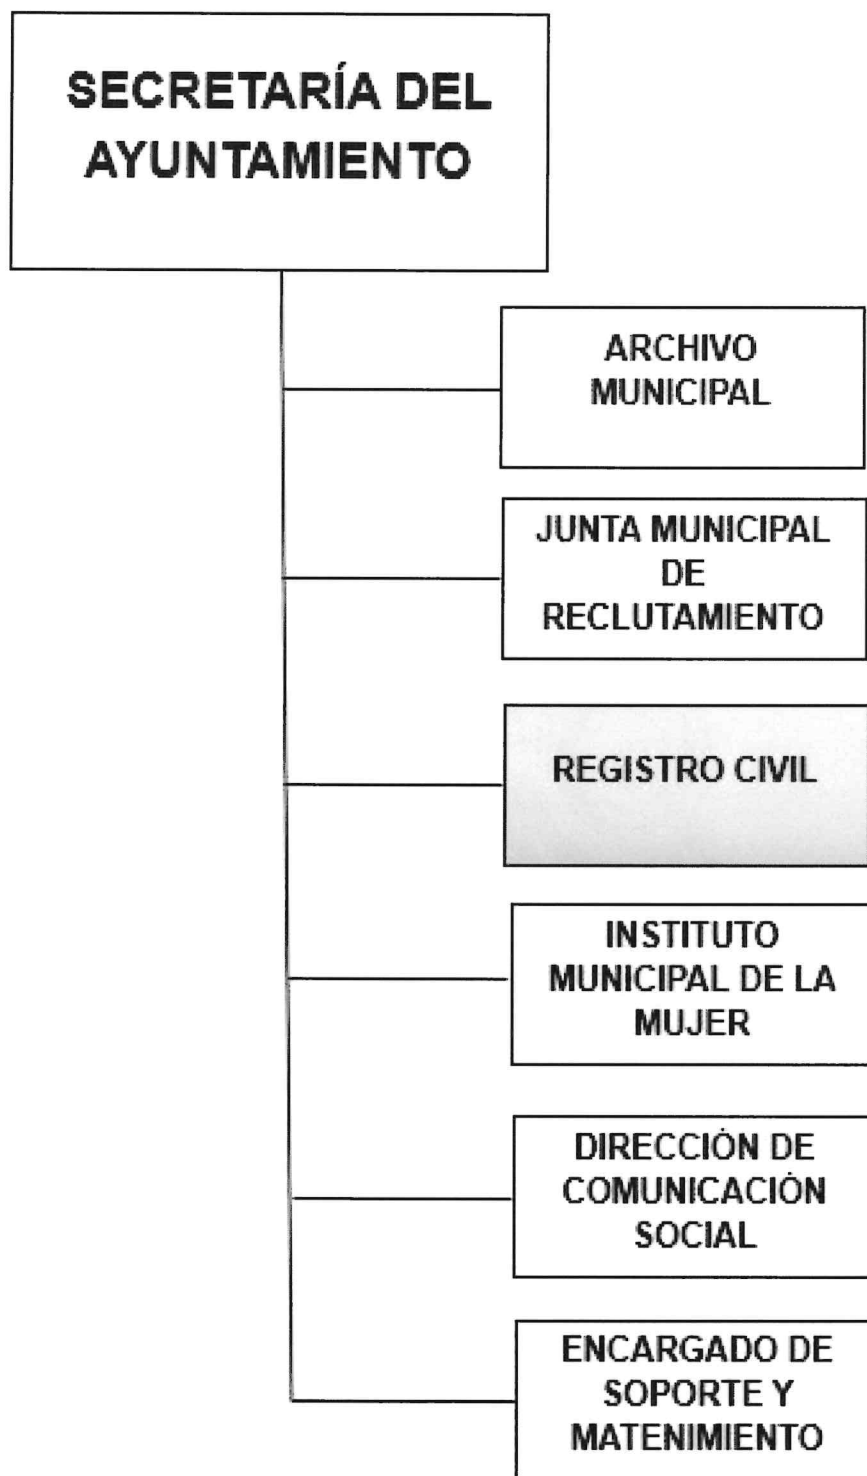 SECRETARÍA DEL
AYUNTAMIENTO
ARCHIVO
MUNICIPAL
JUNTA MUNICIPAL
DE
RECLUTAMIENTO
REGISTRO CIVIL
INSTITUTO
MUNICIPAL DE LA
MUJER
DIRECCIÓN DE
COMUNICACIÓN
SOCIAL
ENCARGADO DE
SOPORTE Y
MATENIMIENTO